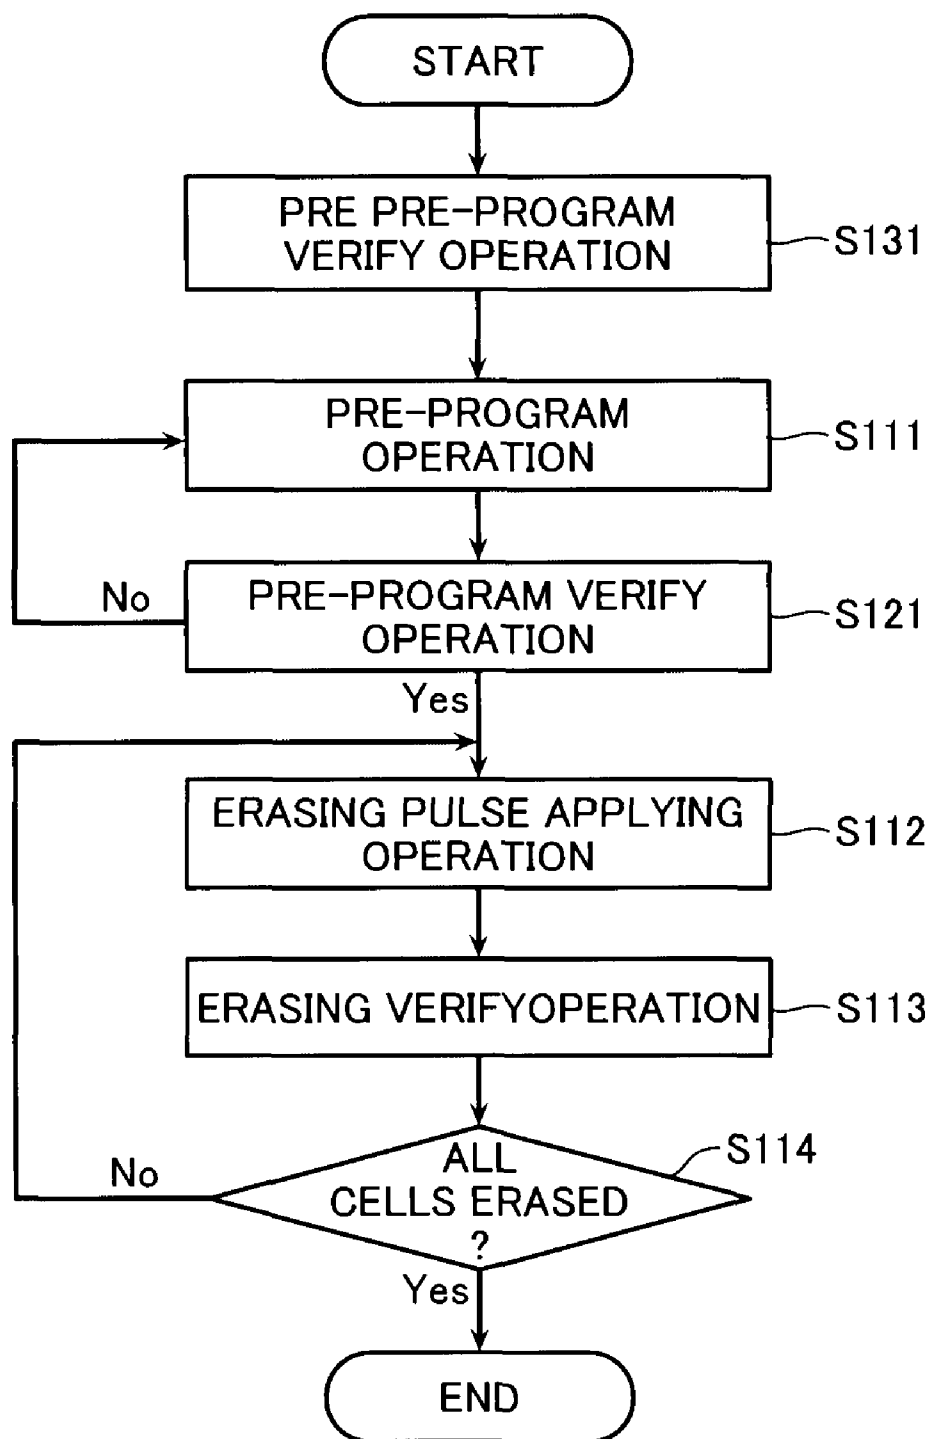 START
PRE PRE-PROGRAM
VERIFY OPERATION
S131
PRE-PROGRAM
OPERATION
S111
No
PRE-PROGRAM VERIFY
OPERATION
S121
Yes
ERASING PULSE APPLYING
OPERATION
S112
ERASING VERIFYOPERATION
S113
S114
ALL
CELLS ERASED
?
No
Yes
END